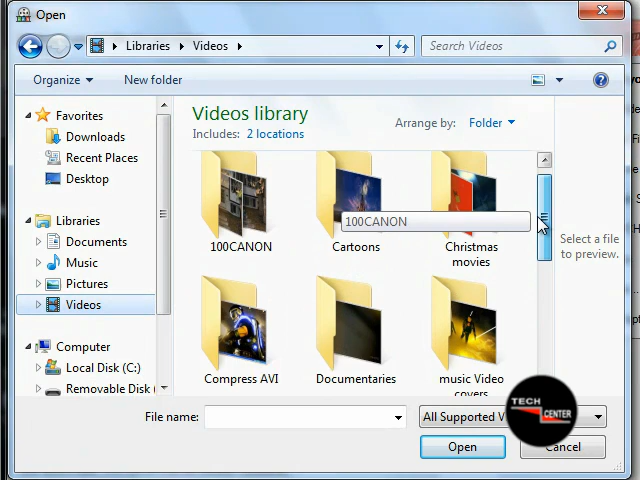 Open
Libraries
Videos
Search Videos
Organize
New folder
Favorites
Downloads
Recent Places
Desktop
Libraries
Documents
Music
Pictures
Videos
Computer
Local Disk (C:)
Removable Disk
Videos library
Includes: 2 locations
Arrange by: Folder
100CANON
100CANON
Cartoons
Christmas
movies
Compress AVI
Documentaries
music Video
covers
Select a file
to preview.
File name:
All Supported V
TECH
CENTER
Open
Cancel